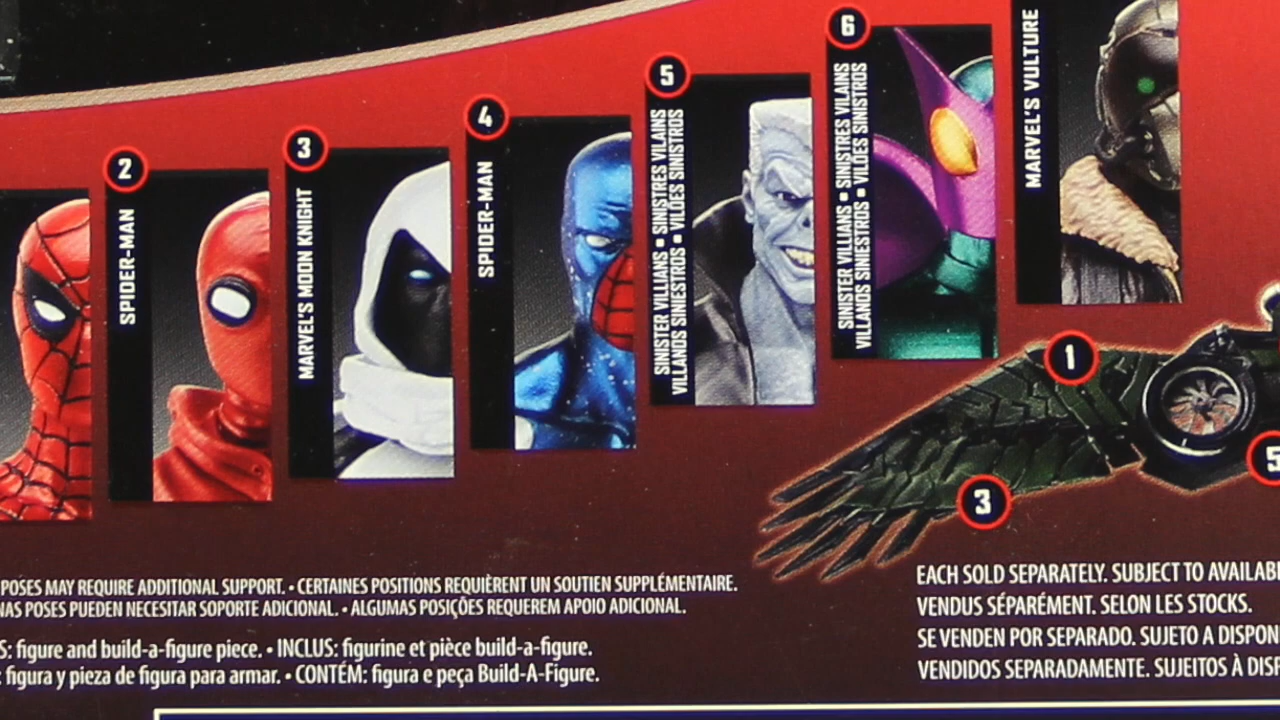 2
SPIDER-MAN
3
MARVEL'S MOON KNIGHT
4
SPIDER-MAN
5
SINISTER VILLIANS ▪ SINISTRES VILAINS
VILLANOS SINIESTROS ▪ VILÕES SINISTROS
6
SINISTER VILLIANS ▪ SINISTRES VILAINS
VILLANOS SINIESTROS ▪ VILÕES SINISTROS
MARVEL'S VULTURE
1
3
5
POSES MAY REQUIRE ADDITIONAL SUPPORT. • CERTAINES POSITIONS REQUIÈRENT UN SOUTIEN SUPPLÉMENTAIRE.
NAS POSES PUEDEN NECESITAR SOPORTE ADICIONAL. • ALGUMAS POSIÇÕES REQUEREM APOIO ADICIONAL.
S: figure and build-a-figure piece. • INCLUS: figurine et pièce build-a-figure.
: figura y pieza de figura para armar. • CONTÉM: figura e peça Build-A-Figure.
EACH SOLD SEPARATELY. SUBJECT TO AVAILAB
VENDUS SÉPARÉMENT. SELON LES STOCKS.
SE VENDEN POR SEPARADO. SUJETO A DISPON
VENDIDOS SEPARADAMENTE. SUJEITOS À DISP